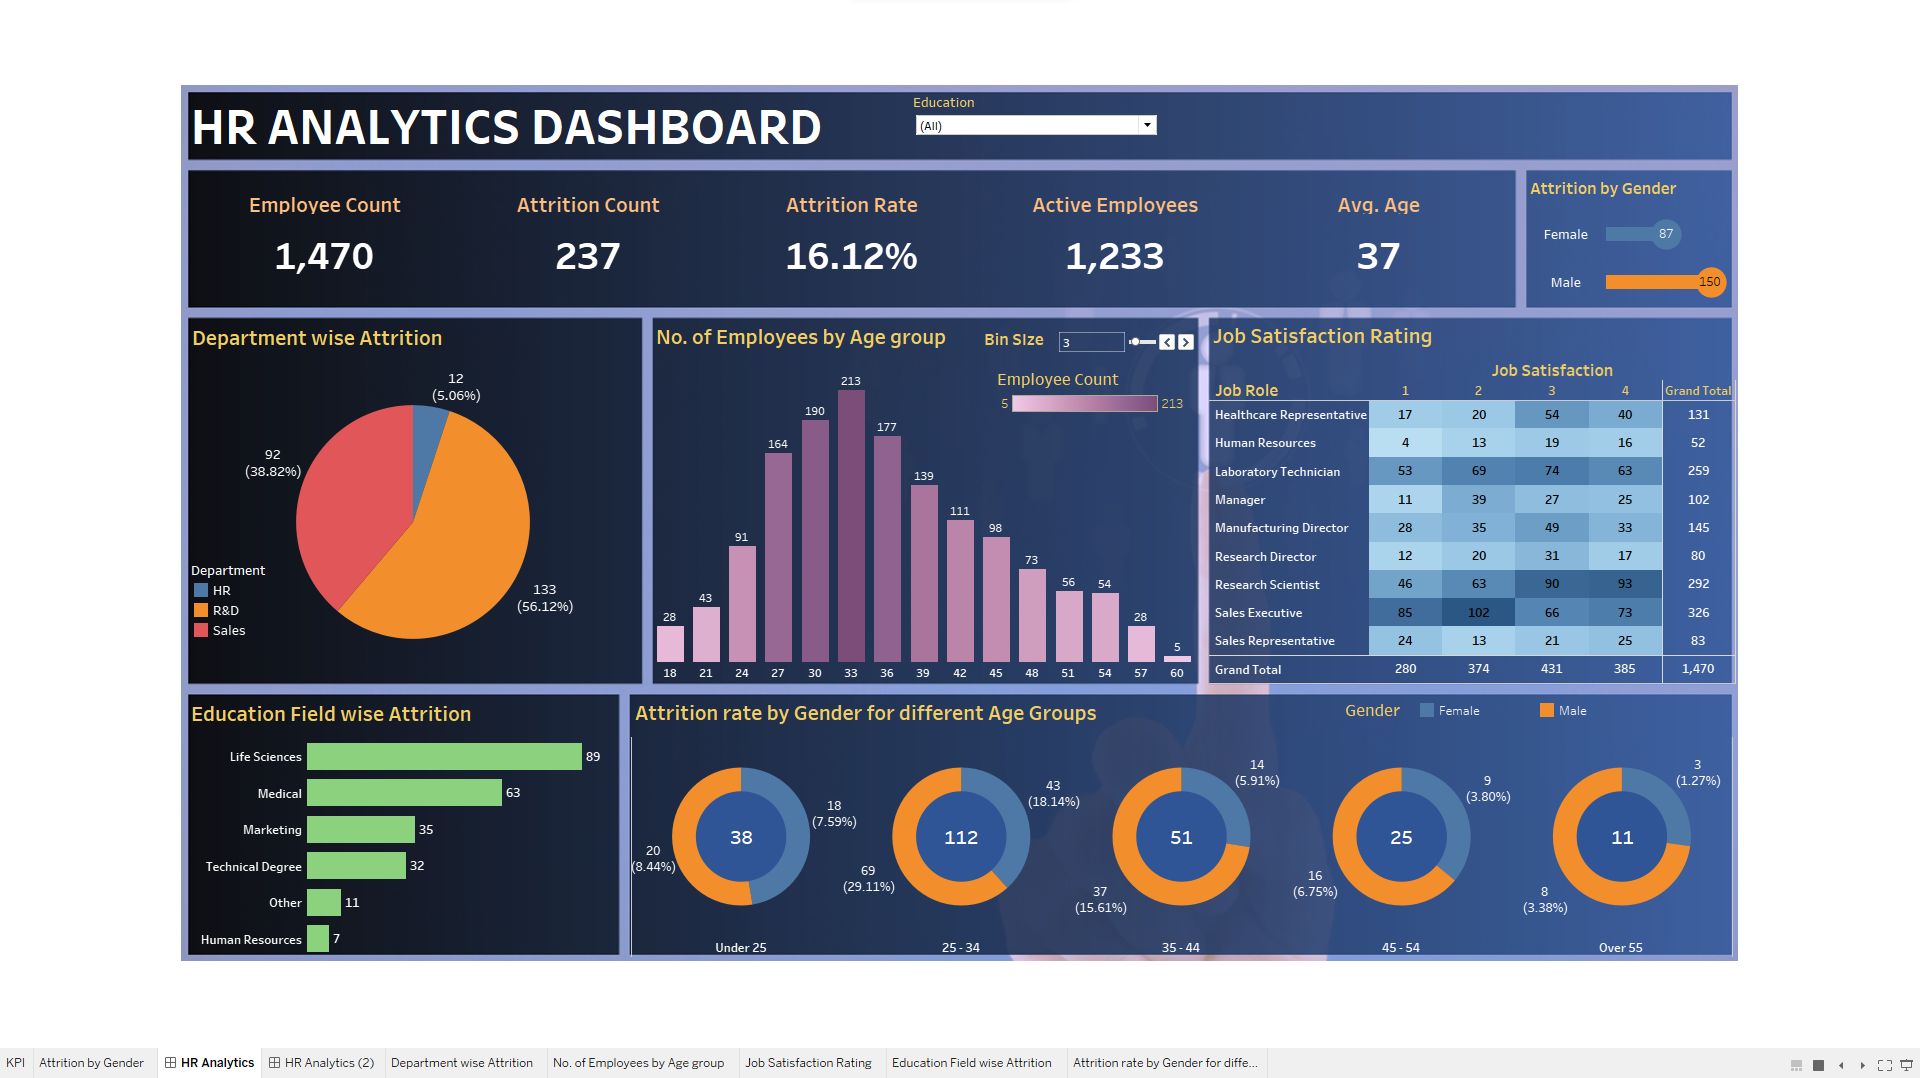 HR ANALYTICS DASHBOARD
Education
(All)
Employee Count
1,470
Attrition Count
237
Attrition Rate
16.12%
Active Employees
1,233
Avg. Age
37
Attrition by Gender
Female 87
Male 150
Department wise Attrition
12
(5.06%)
92
(38.82%)
133
(56.12%)
Department
HR
R&D
Sales
No. of Employees by Age group
Bin SIze 3
Employee Count
5 213
28 43 91 164 190 213 177 139 111 98 73 56 54 28 5
18 21 24 27 30 33 36 39 42 45 48 51 54 57 60
Job Satisfaction Rating
Job Satisfaction
Job Role 1 2 3 4 Grand Total
Healthcare Representative 17 20 54 40 131
Human Resources 4 13 19 16 52
Laboratory Technician 53 69 74 63 259
Manager 11 39 27 25 102
Manufacturing Director 28 35 49 33 145
Research Director 12 20 31 17 80
Research Scientist 46 63 90 93 292
Sales Executive 85 102 66 73 326
Sales Representative 24 13 21 25 83
Grand Total 280 374 431 385 1,470
Education Field wise Attrition
Life Sciences 89
Medical 63
Marketing 35
Technical Degree 32
Other 11
Human Resources 7
Attrition rate by Gender for different Age Groups
Gender Female Male
38
18
(7.59%)
20
(8.44%)
Under 25
112
43
(18.14%)
69
(29.11%)
25 - 34
51
14
(5.91%)
37
(15.61%)
35 - 44
25
9
(3.80%)
16
(6.75%)
45 - 54
11
3
(1.27%)
8
(3.38%)
Over 55
KPI Attrition by Gender HR Analytics HR Analytics (2) Department wise Attrition No. of Employees by Age group Job Satisfaction Rating Education Field wise Attrition Attrition rate by Gender for diffe...